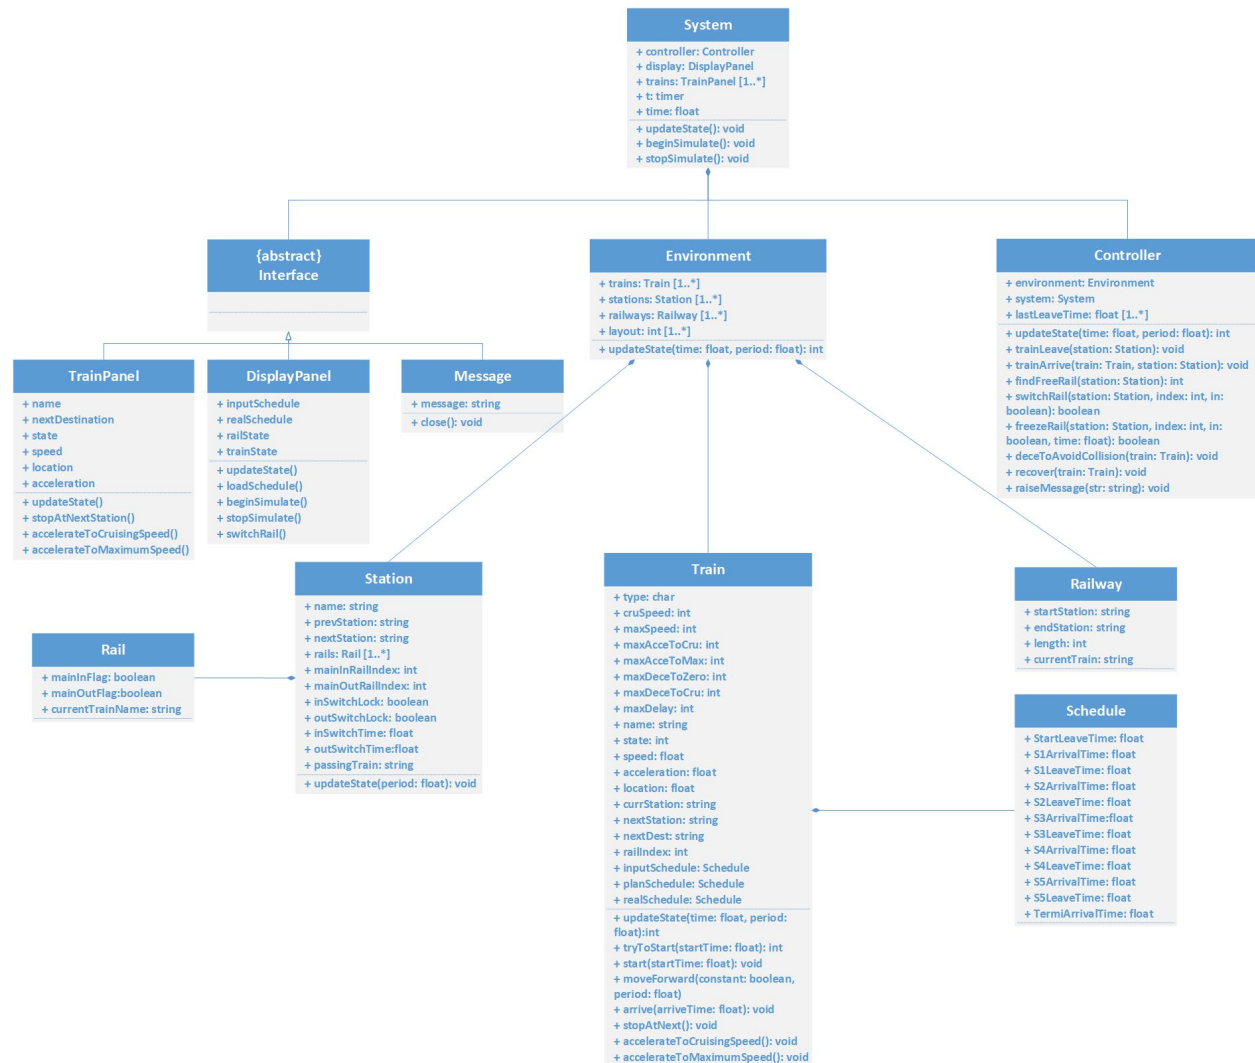 System
+ controller: Controller
+ display: DisplayPanel
+ trains: TrainPanel [1..*]
+ t: timer
+ time: float
+ updateState(): void
+ beginSimulate(): void
+ stopSimulate(): void
{abstract}
Interface
Environment
+ trains: Train [1..*]
+ stations: Station [1..*]
+ railways: Railway [1..*]
+ layout: int [1..*]
+ updateState(time: float, period: float): int
Controller
+ environment: Environment
+ system: System
+ lastLeaveTime: float [1..*]
+ updateState(time: float, period: float): int
+ trainLeave(station: Station): void
+ trainArrive(train: Train, station: Station): void
+ findFreeRail(station: Station): int
+ switchRail(station: Station, index: int, in:
boolean): boolean
+ freezeRail(station: Station, index: int, in:
boolean, time: float): boolean
+ deceToAvoidCollision(train: Train): void
+ recover(train: Train): void
+ raiseMessage(str: string): void
TrainPanel
+ name
+ nextDestination
+ state
+ speed
+ location
+ acceleration
+ updateState()
+ stopAtNextStation()
+ accelerateToCruisingSpeed()
+ accelerateToMaximumSpeed()
DisplayPanel
+ inputSchedule
+ realSchedule
+ railState
+ trainState
+ updateState()
+ loadSchedule()
+ beginSimulate()
+ stopSimulate()
+ switchRail()
Message
+ message: string
+ close(): void
Station
+ name: string
+ prevStation: string
+ nextStation: string
+ rails: Rail [1..*]
+ mainInRailIndex: int
+ mainOutRailIndex: int
+ inSwitchLock: boolean
+ outSwitchLock: boolean
+ inSwitchTime: float
+ outSwitchTime:float
+ passingTrain: string
+ updateState(period: float): void
Rail
+ mainInFlag: boolean
+ mainOutFlag:boolean
+ currentTrainName: string
Train
+ type: char
+ cruSpeed: int
+ maxSpeed: int
+ maxAcceToCru: int
+ maxAcceToMax: int
+ maxDeceToZero: int
+ maxDeceToCru: int
+ maxDelay: int
+ name: string
+ state: int
+ speed: float
+ acceleration: float
+ location: float
+ currStation: string
+ nextStation: string
+ nextDest: string
+ railIndex: int
+ inputSchedule: Schedule
+ planSchedule: Schedule
+ realSchedule: Schedule
+ updateState(time: float, period:
float):int
+ tryToStart(startTime: float): int
+ start(startTime: float): void
+ moveForward(constant: boolean,
period: float)
+ arrive(arriveTime: float): void
+ stopAtNext(): void
+ accelerateToCruisingSpeed(): void
+ accelerateToMaximumSpeed(): void
Railway
+ startStation: string
+ endStation: string
+ length: int
+ currentTrain: string
Schedule
+ StartLeaveTime: float
+ S1ArrivalTime: float
+ S1LeaveTime: float
+ S2ArrivalTime: float
+ S2LeaveTime: float
+ S3ArrivalTime:float
+ S3LeaveTime: float
+ S4ArrivalTime: float
+ S4LeaveTime: float
+ S5ArrivalTime: float
+ S5LeaveTime: float
+ TermiArrivalTime: float